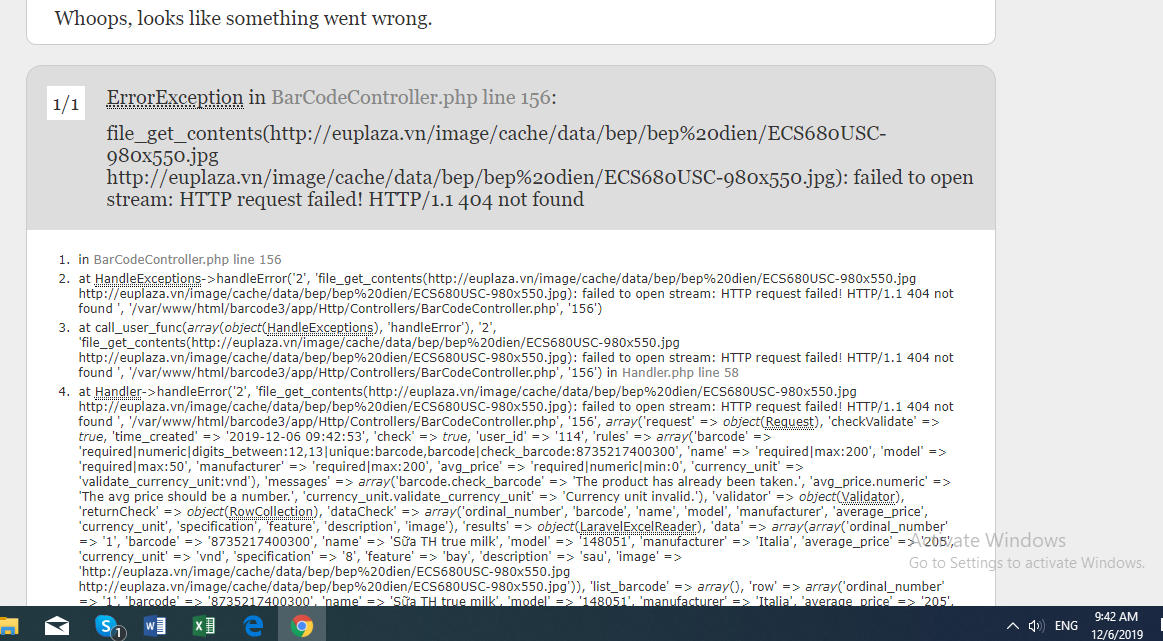 Whoops, looks like something went wrong.
1/1
ErrorException in BarCodeController.php line 156:
file_get_contents(http://euplaza.vn/image/cache/data/bep/bep%20dien/ECS680USC-
980x550.jpg
http://euplaza.vn/image/cache/data/bep/bep%20dien/ECS680USC-980x550.jpg): failed to open
stream: HTTP request failed! HTTP/1.1 404 not found
1. in BarCodeController.php line 156
2. at HandleExceptions->handleError('2', 'file_get_contents(http://euplaza.vn/image/cache/data/bep/bep%20dien/ECS680USC-980x550.jpg
http://euplaza.vn/image/cache/data/bep/bep%20dien/ECS680USC-980x550.jpg): failed to open stream: HTTP request failed! HTTP/1.1 404 not
found ', '/var/www/html/barcode3/app/Http/Controllers/BarCodeController.php', '156')
3. at call_user_func(array(object(HandleExceptions), 'handleError'), '2',
'file_get_contents(http://euplaza.vn/image/cache/data/bep/bep%20dien/ECS680USC-980x550.jpg
http://euplaza.vn/image/cache/data/bep/bep%20dien/ECS680USC-980x550.jpg): failed to open stream: HTTP request failed! HTTP/1.1 404 not
found ', '/var/www/html/barcode3/app/Http/Controllers/BarCodeController.php', '156') in Handler.php line 58
4. at Handler->handleError('2', 'file_get_contents(http://euplaza.vn/image/cache/data/bep/bep%20dien/ECS680USC-980x550.jpg
http://euplaza.vn/image/cache/data/bep/bep%20dien/ECS680USC-980x550.jpg): failed to open stream: HTTP request failed! HTTP/1.1 404 not
found ', '/var/www/html/barcode3/app/Http/Controllers/BarCodeController.php', '156', array('request' => object(Request), 'checkValidate' =>
true, 'time_created' => '2019-12-06 09:42:53', 'check' => true, 'user_id' => '114', 'rules' => array('barcode' =>
'required|numeric|digits_between:12,13|unique:barcode,barcode|check_barcode:8735217400300', 'name' => 'required|max:200', 'model' =>
'required|max:50', 'manufacturer' => 'required|max:200', 'avg_price' => 'required|numeric|min:0', 'currency_unit' =>
'validate_currency_unit:vnd'), 'messages' => array('barcode.check_barcode' => 'The product has already been taken.', 'avg_price.numeric' =>
'The avg price should be a number.', 'currency_unit.validate_currency_unit' => 'Currency unit invalid.'), 'validator' => object(Validator),
'returnCheck' => object(RowCollection), 'dataCheck' => array('ordinal_number', 'barcode', 'name', 'model', 'manufacturer', 'average_price',
'currency_unit', 'specification', 'feature', 'description', 'image'), 'results' => object(LaravelExcelReader), 'data' => array(array('ordinal_number'
=> '1', 'barcode' => '8735217400300', 'name' => 'Sữa TH true milk', 'model' => '148051', 'manufacturer' => 'Italia', 'average_price' => '205',
'currency_unit' => 'vnd', 'specification' => '8', 'feature' => 'bay', 'description' => 'sau', 'image' =>
'http://euplaza.vn/image/cache/data/bep/bep%20dien/ECS680USC-980x550.jpg
http://euplaza.vn/image/cache/data/bep/bep%20dien/ECS680USC-980x550.jpg')), 'list_barcode' => array(), 'row' => array('ordinal_number'
=> '1', 'barcode' => '8735217400300', 'name' => 'Sữa TH true milk', 'model' => '148051', 'manufacturer' => 'Italia', 'average_price' => '205',
Activate Windows
Go to Settings to activate Windows.
1
ENG
9:42 AM
12/6/2019